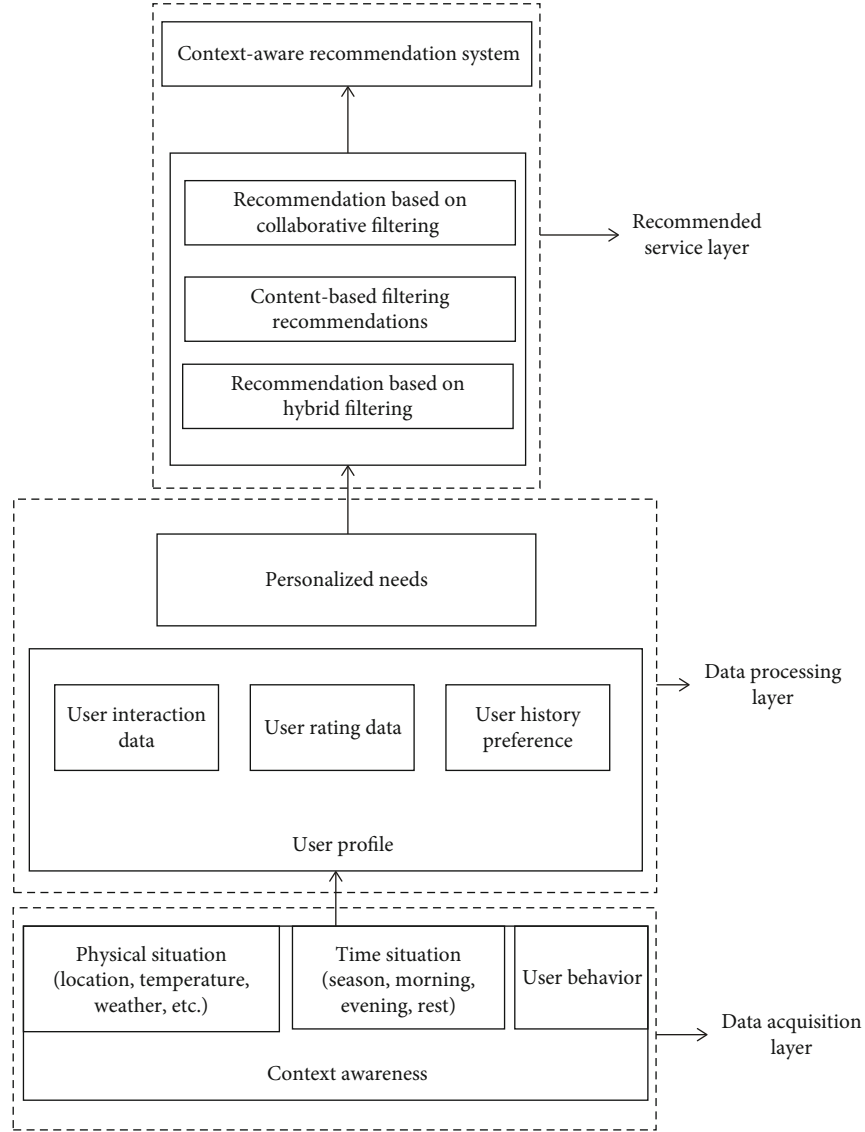 Context-aware recommendation system
Recommendation based on
collaborative filtering
Recommended
service layer
Content-based filtering
recommendations
Recommendation based on
hybrid filtering
Personalized needs
Data processing
layer
User interaction
data
User rating data
User history
preference
User profile
Physical situation
(location, temperature,
weather, etc.)
Time situation
(season, morning,
evening, rest)
User behavior
Data acquisition
layer
Context awareness